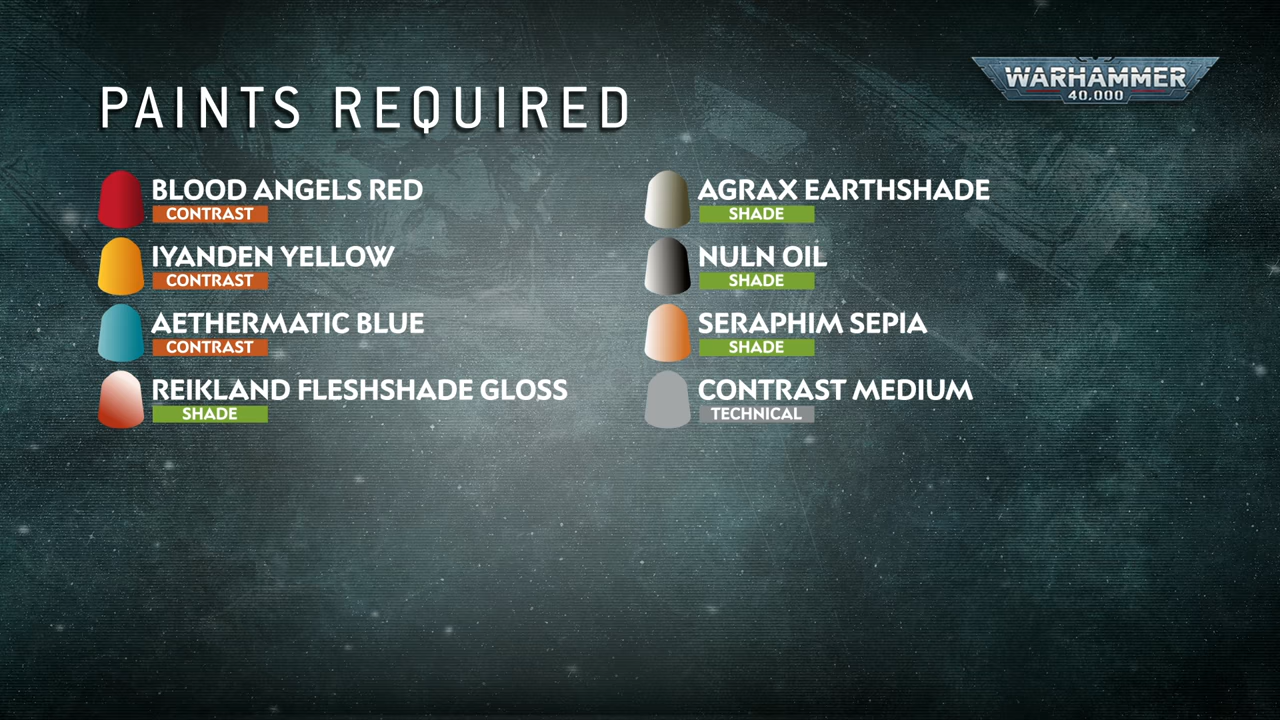 WARHAMMER
40,000
PAINTS REQUIRED
BLOOD ANGELS RED
CONTRAST
IYANDEN YELLOW
CONTRAST
AETHERMATIC BLUE
CONTRAST
REIKLAND FLESHSHADE GLOSS
SHADE
AGRAX EARTHSHADE
SHADE
NULN OIL
SHADE
SERAPHIM SEPIA
SHADE
CONTRAST MEDIUM
TECHNICAL